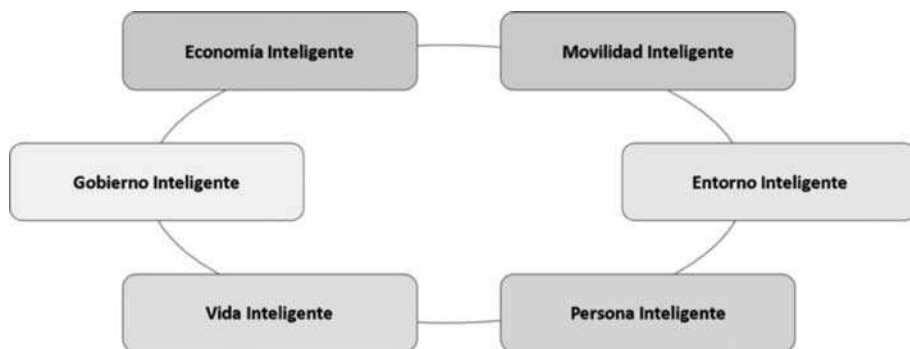 Economía Inteligente
Movilidad Inteligente
Gobierno Inteligente
Entorno Inteligente
Vida Inteligente
Persona Inteligente